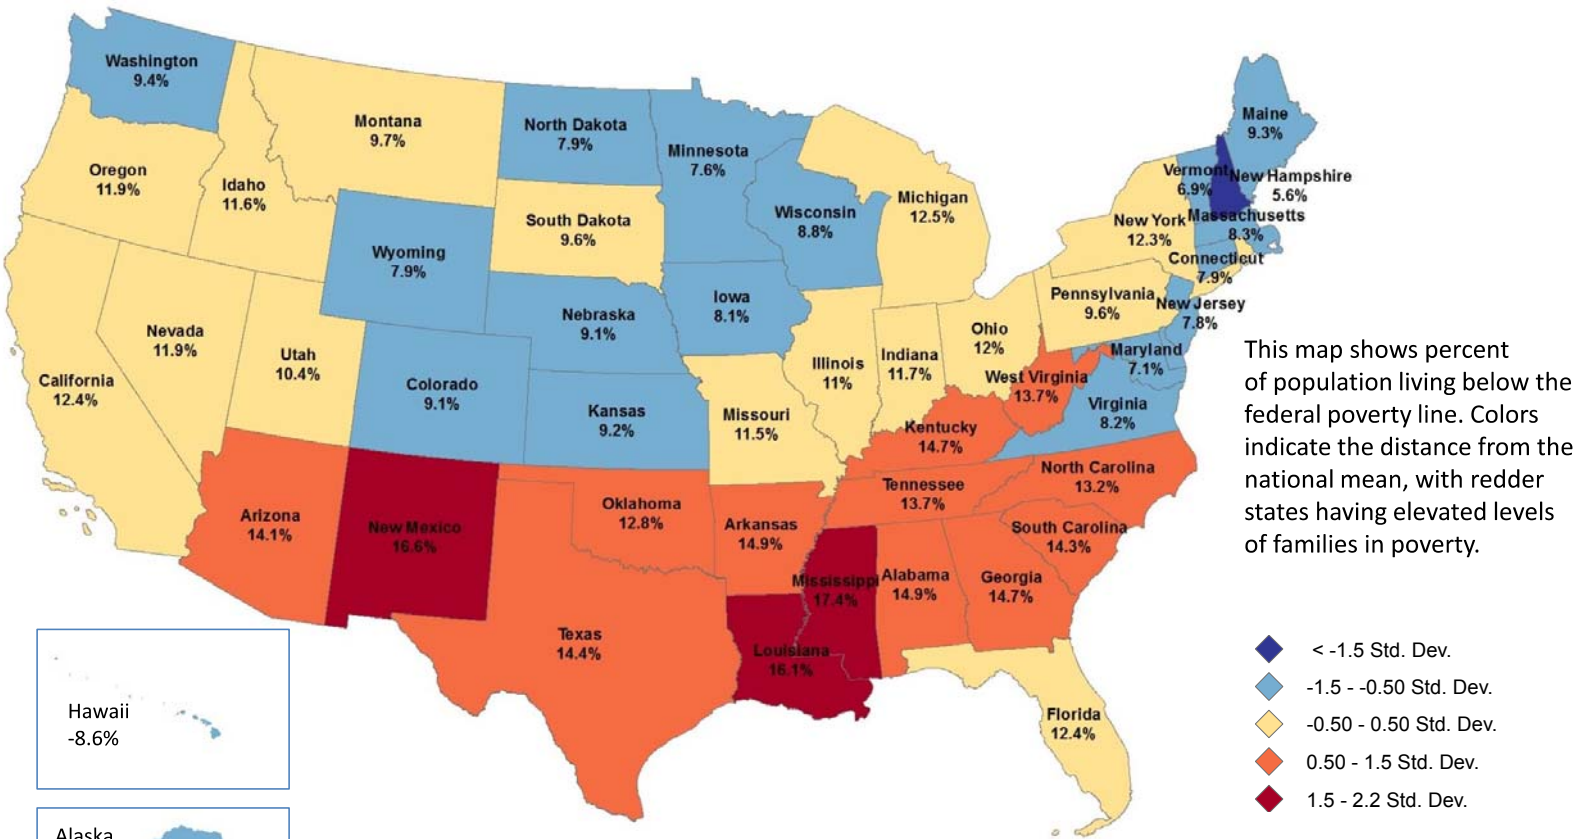 Washington
9.4%
Montana
9.7%
North Dakota
7.9%
Minnesota
7.6%
Maine
9.3%
Oregon
11.9%
Idaho
11.6%
Vermont
6.9%
New Hampshire
5.6%
Michigan
12.5%
South Dakota
9.6%
Wisconsin
8.8%
New York
12.3%
Massachusetts
8.3%
Wyoming
7.9%
Connecticut
7.9%
Iowa
8.1%
Nebraska
9.1%
Pennsylvania
9.6%
New Jersey
7.8%
Nevada
11.9%
Utah
10.4%
California
12.4%
Colorado
9.1%
Kansas
9.2%
Missouri
11.5%
Illinois
11%
Indiana
11.7%
Ohio
12%
West Virginia
13.7%
Maryland
7.1%
Virginia
8.2%
Kentucky
14.7%
Tennessee
13.7%
North Carolina
13.2%
Arizona
14.1%
New Mexico
16.6%
Oklahoma
12.8%
Arkansas
14.9%
South Carolina
14.3%
Mississippi
17.4%
Alabama
14.9%
Georgia
14.7%
Texas
14.4%
Louisiana
16.1%
Florida
12.4%
Hawaii
-8.6%
Alaska
This map shows percent
of population living below the
federal poverty line. Colors
indicate the distance from the
national mean, with redder
states having elevated levels
of families in poverty.
< -1.5 Std. Dev.
-1.5 - -0.50 Std. Dev.
-0.50 - 0.50 Std. Dev.
0.50 - 1.5 Std. Dev.
1.5 - 2.2 Std. Dev.